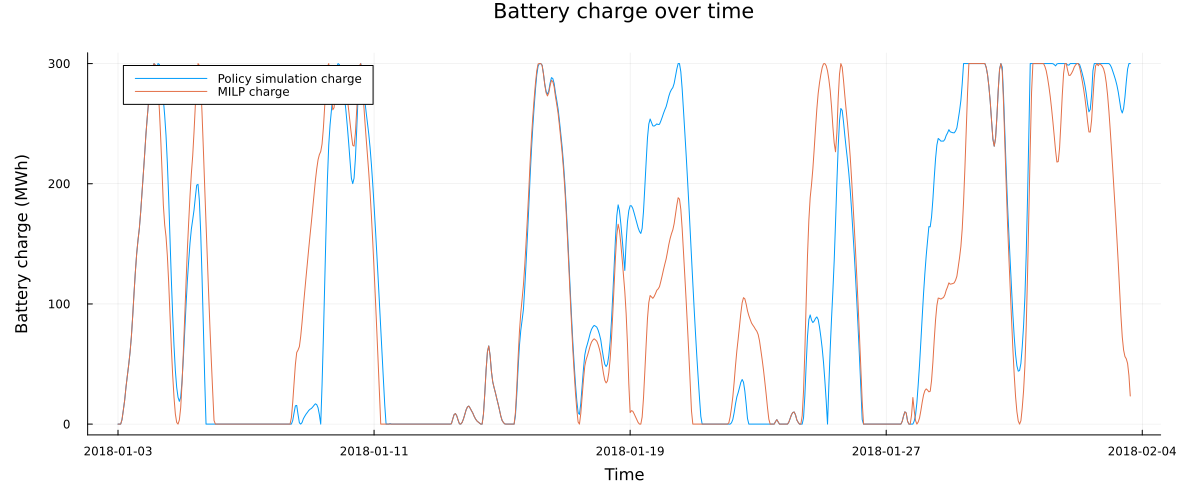 Battery charge over time
Policy simulation charge
MILP charge
Battery charge (MWh)
300
200
100
0
2018-01-03
2018-01-11
2018-01-19
2018-01-27
2018-02-04
Time